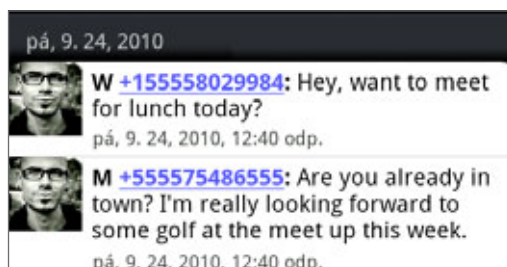 pá, 9. 24, 2010
W +155558029984: Hey, want to meet
for lunch today?
pá, 9. 24, 2010, 12:40 odp.
M +555575486555: Are you already in
town? I'm really looking forward to
some golf at the meet up this week.
pá, 9. 24, 2010, 12:40 odp.